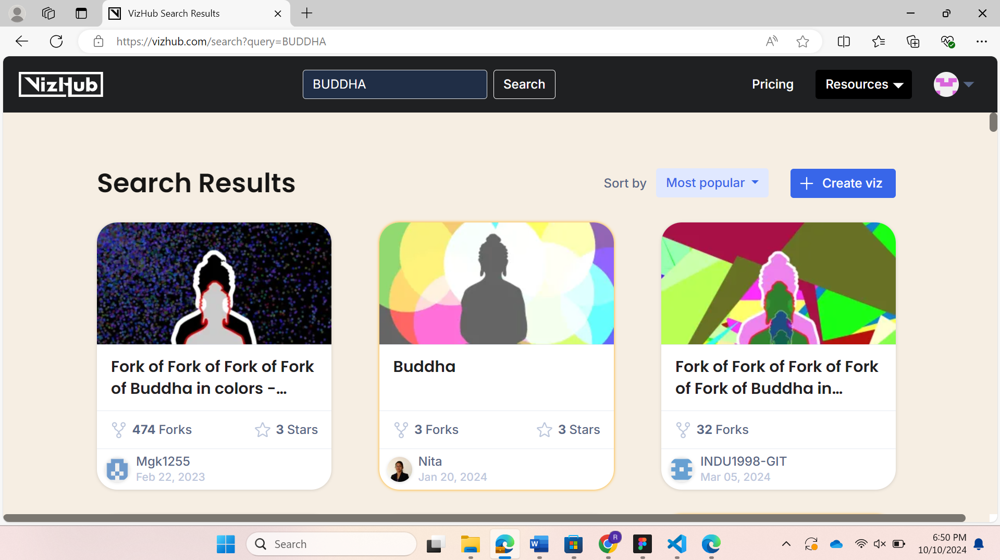 VizHub Search Results
https://vizhub.com/search?query=BUDDHA
VizHub
BUDDHA
Search
Pricing
Resources
Search Results
Sort by
Most popular
Create viz
Fork of Fork of Fork of Fork
of Buddha in colors -...
474 Forks
3 Stars
Mgk1255
Feb 22, 2023
Buddha
3 Forks
3 Stars
Nita
Jan 20, 2024
Fork of Fork of Fork of Fork
of Fork of Buddha in...
32 Forks
INDU1998-GIT
Mar 05, 2024
Search
R
6:50 PM
10/10/2024